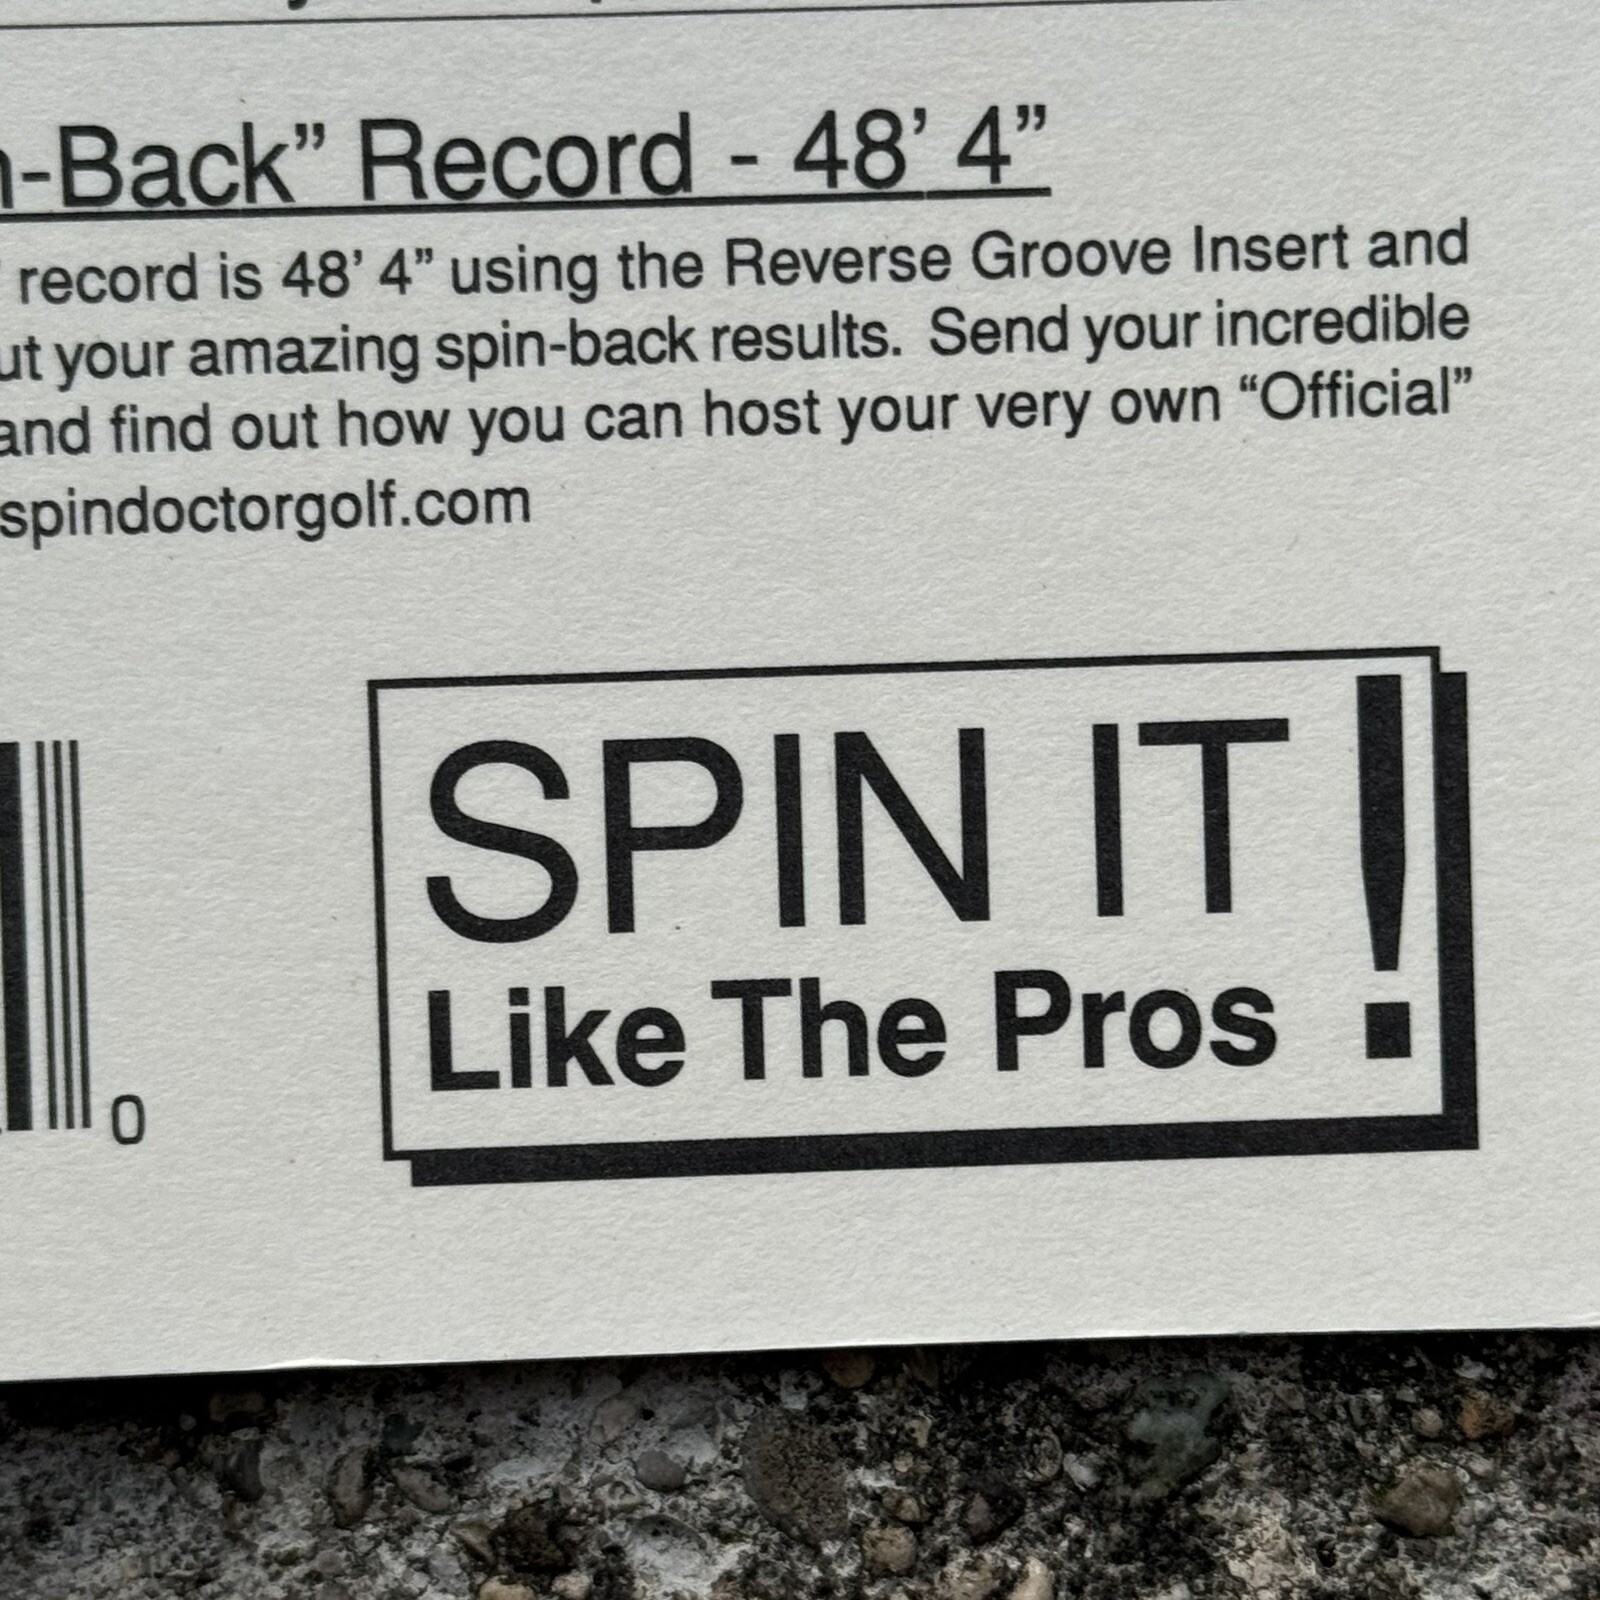 -Back” Record - 48’ 4”
record is 48’ 4” using the Reverse Groove Insert and
your amazing spin-back results. Send your incredible
and find out how you can host your very own “Official”
spindoctorgolf.com
SPIN IT!
Like The Pros
0